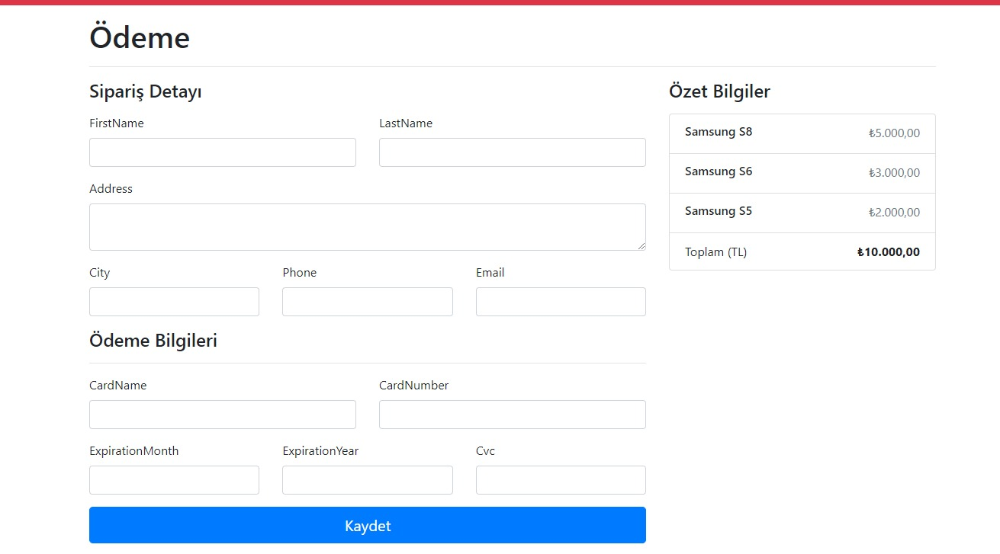 Ödeme
Sipariş Detayı
FirstName LastName
Address
City Phone Email
Ödeme Bilgileri
CardName CardNumber
ExpirationMonth ExpirationYear Cvc
Kaydet
Özet Bilgiler
Samsung S8 ₺5.000,00
Samsung S6 ₺3.000,00
Samsung S5 ₺2.000,00
Toplam (TL) ₺10.000,00